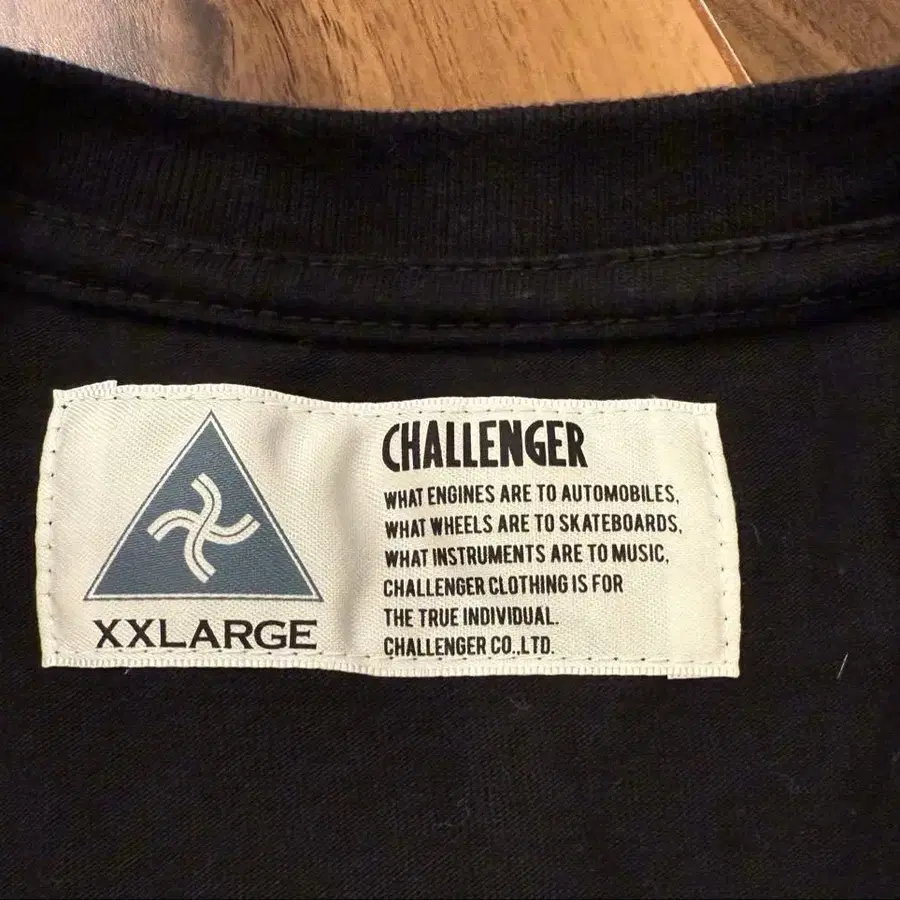 XXLARGE
CHALLENGER
WHAT ENGINES ARE TO AUTOMOBILES,
WHAT WHEELS ARE TO SKATEBOARDS,
WHAT INSTRUMENTS ARE TO MUSIC,
CHALLENGER CLOTHING IS FOR
THE TRUE INDIVIDUAL.
CHALLENGER CO.,LTD.